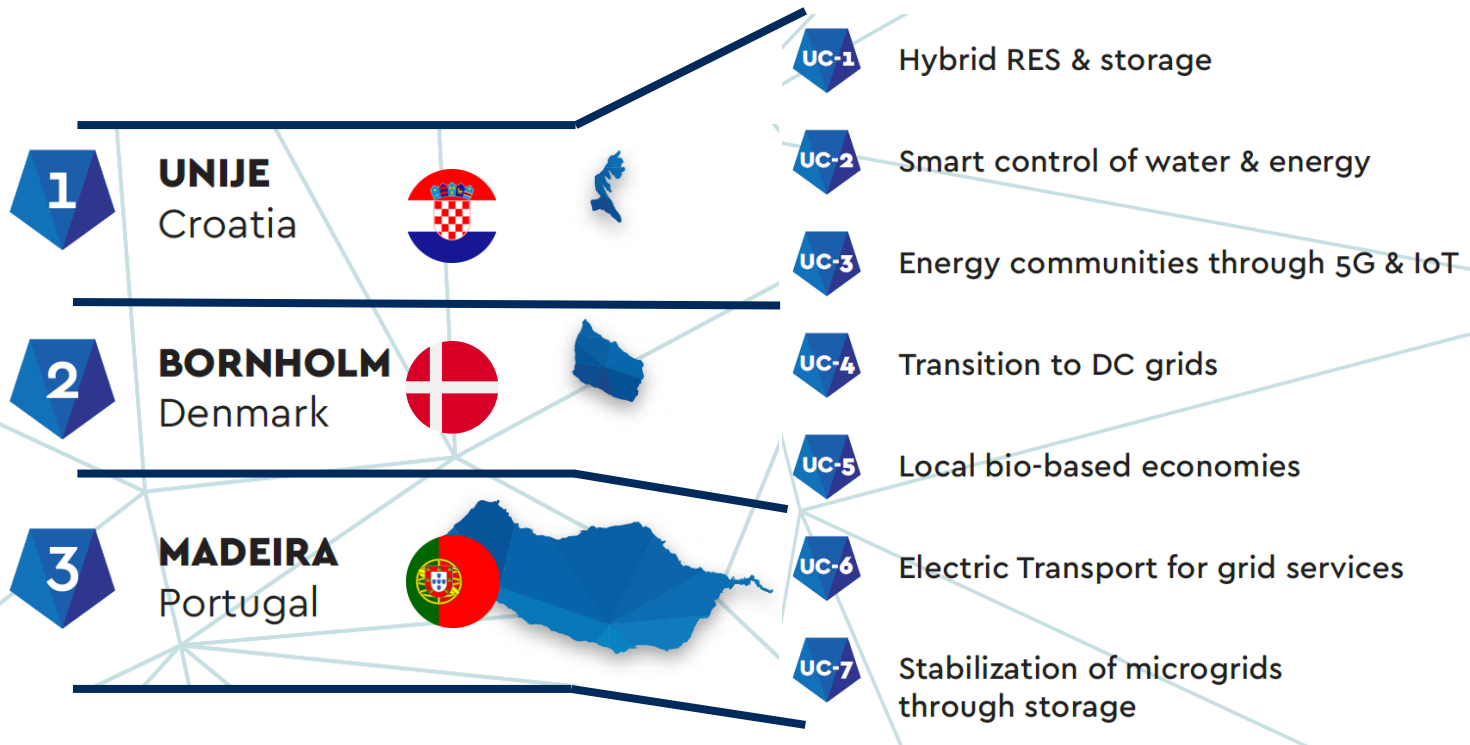 1
UNIJE
Croatia
2
BORNHOLM
Denmark
3
MADEIRA
Portugal
UC-1 Hybrid RES & storage
UC-2 Smart control of water & energy
UC-3 Energy communities through 5G & IoT
UC-4 Transition to DC grids
UC-5 Local bio-based economies
UC-6 Electric Transport for grid services
UC-7 Stabilization of microgrids
through storage